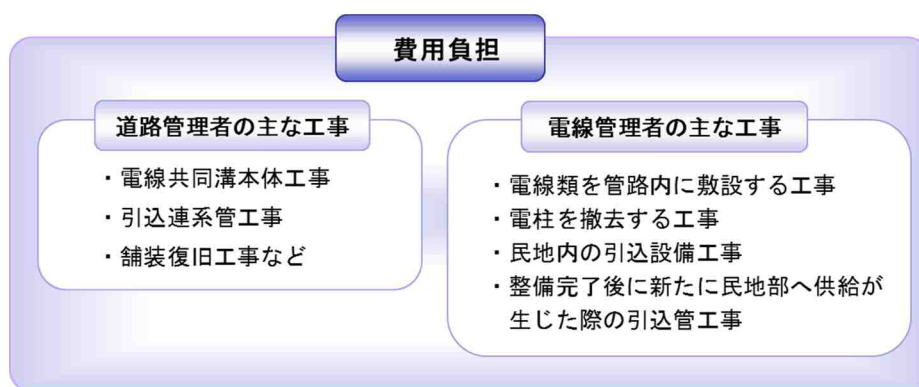 費用負担
道路管理者の主な工事
・電線共同溝本体工事
・引込連系管工事
・舗装復旧工事など
電線管理者の主な工事
・電線類を管路内に敷設する工事
・電柱を撤去する工事
・民地内の引込設備工事
・整備完了後に新たに民地部へ供給が
生じた際の引込管工事